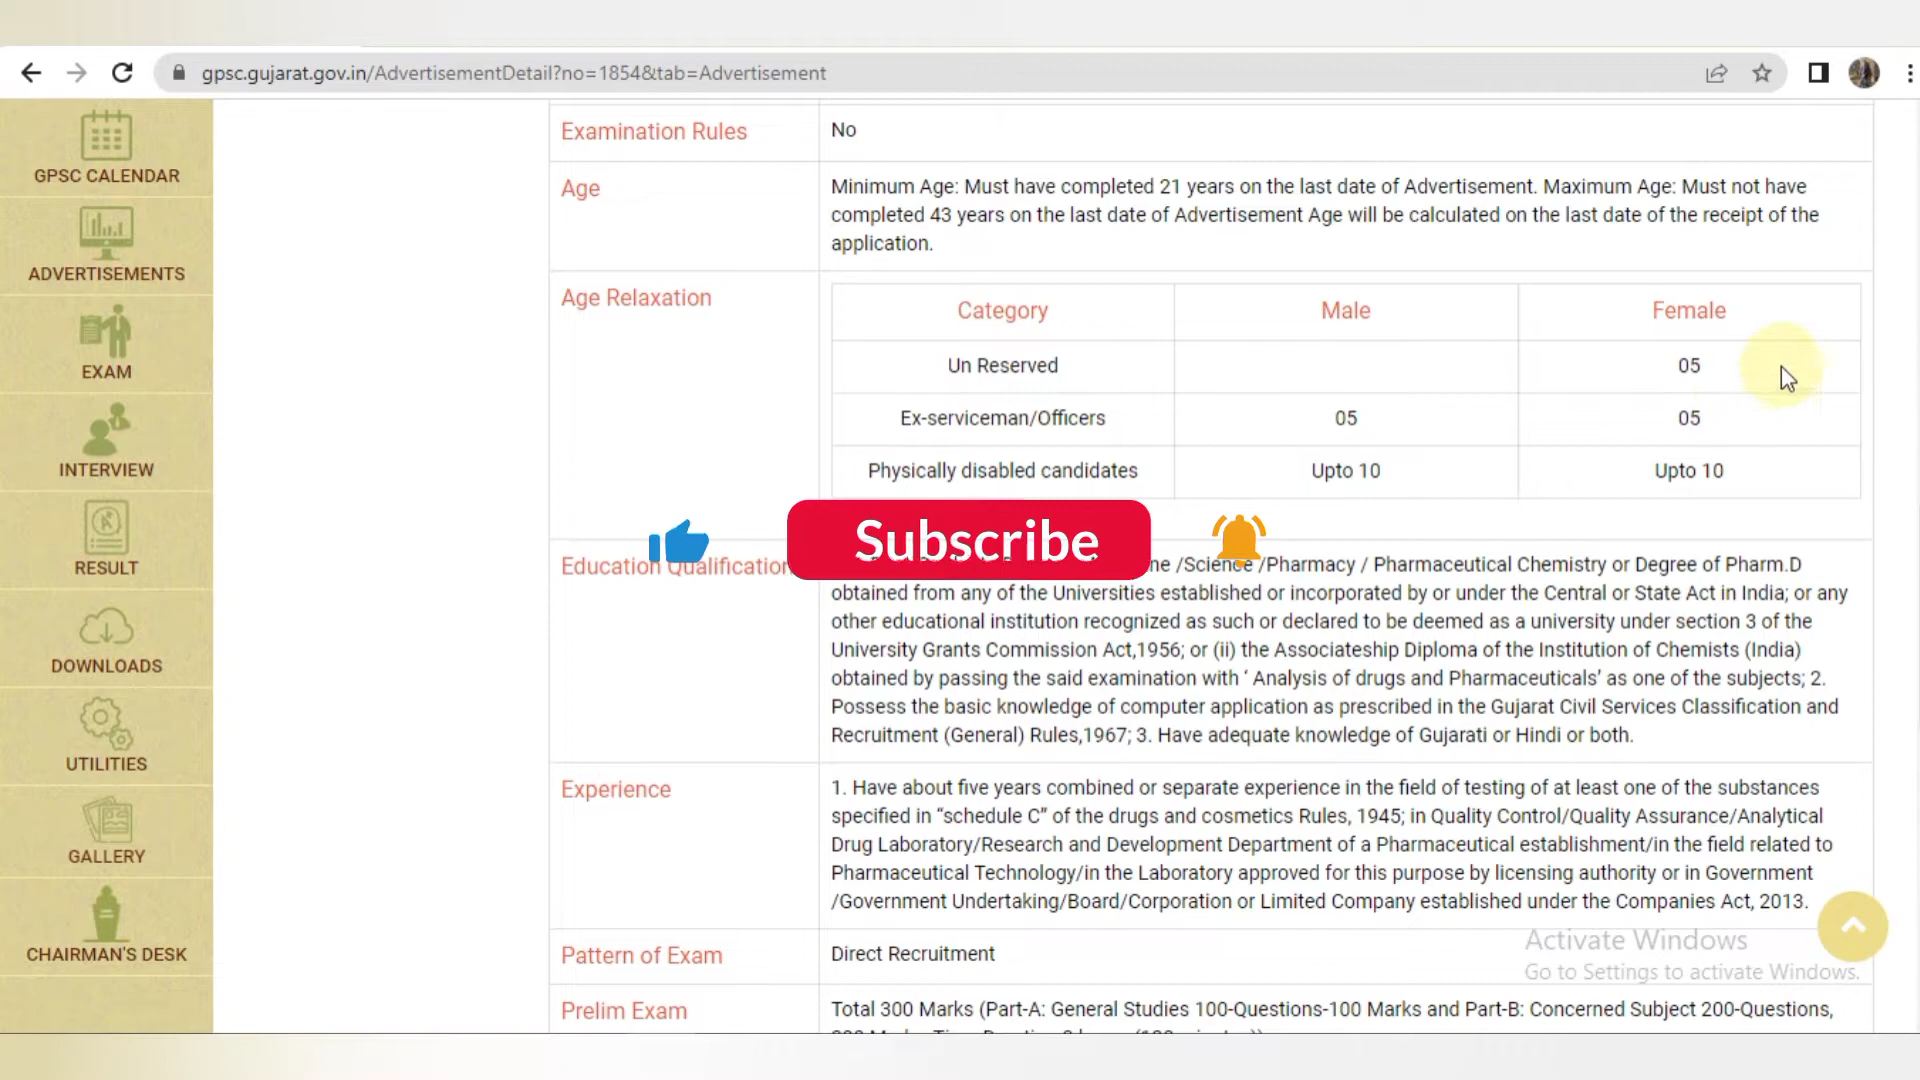 gpsc.gujarat.gov.in/AdvertisementDetail?no=1854&tab=Advertisement
GPSC CALENDAR
ADVERTISEMENTS
EXAM
INTERVIEW
RESULT
DOWNLOADS
UTILITIES
GALLERY
CHAIRMAN'S DESK
Examination Rules
No
Age
Minimum Age: Must have completed 21 years on the last date of Advertisement. Maximum Age: Must not have
completed 43 years on the last date of Advertisement Age will be calculated on the last date of the receipt of the
application.
Age Relaxation
Category Male Female
Un Reserved 05
Ex-serviceman/Officers 05 05
Physically disabled candidates Upto 10 Upto 10
Subscribe
Education Qualification
/Science /Pharmacy / Pharmaceutical Chemistry or Degree of Pharm.D
obtained from any of the Universities established or incorporated by or under the Central or State Act in India; or any
other educational institution recognized as such or declared to be deemed as a university under section 3 of the
University Grants Commission Act,1956; or (ii) the Associateship Diploma of the Institution of Chemists (India)
obtained by passing the said examination with ‘ Analysis of drugs and Pharmaceuticals’ as one of the subjects; 2.
Possess the basic knowledge of computer application as prescribed in the Gujarat Civil Services Classification and
Recruitment (General) Rules,1967; 3. Have adequate knowledge of Gujarati or Hindi or both.
Experience
1. Have about five years combined or separate experience in the field of testing of at least one of the substances
specified in “schedule C” of the drugs and cosmetics Rules, 1945; in Quality Control/Quality Assurance/Analytical
Drug Laboratory/Research and Development Department of a Pharmaceutical establishment/in the field related to
Pharmaceutical Technology/in the Laboratory approved for this purpose by licensing authority or in Government
/Government Undertaking/Board/Corporation or Limited Company established under the Companies Act, 2013.
Pattern of Exam
Direct Recruitment
Activate Windows
Go to Settings to activate Windows.
Prelim Exam
Total 300 Marks (Part-A: General Studies 100-Questions-100 Marks and Part-B: Concerned Subject 200-Questions,